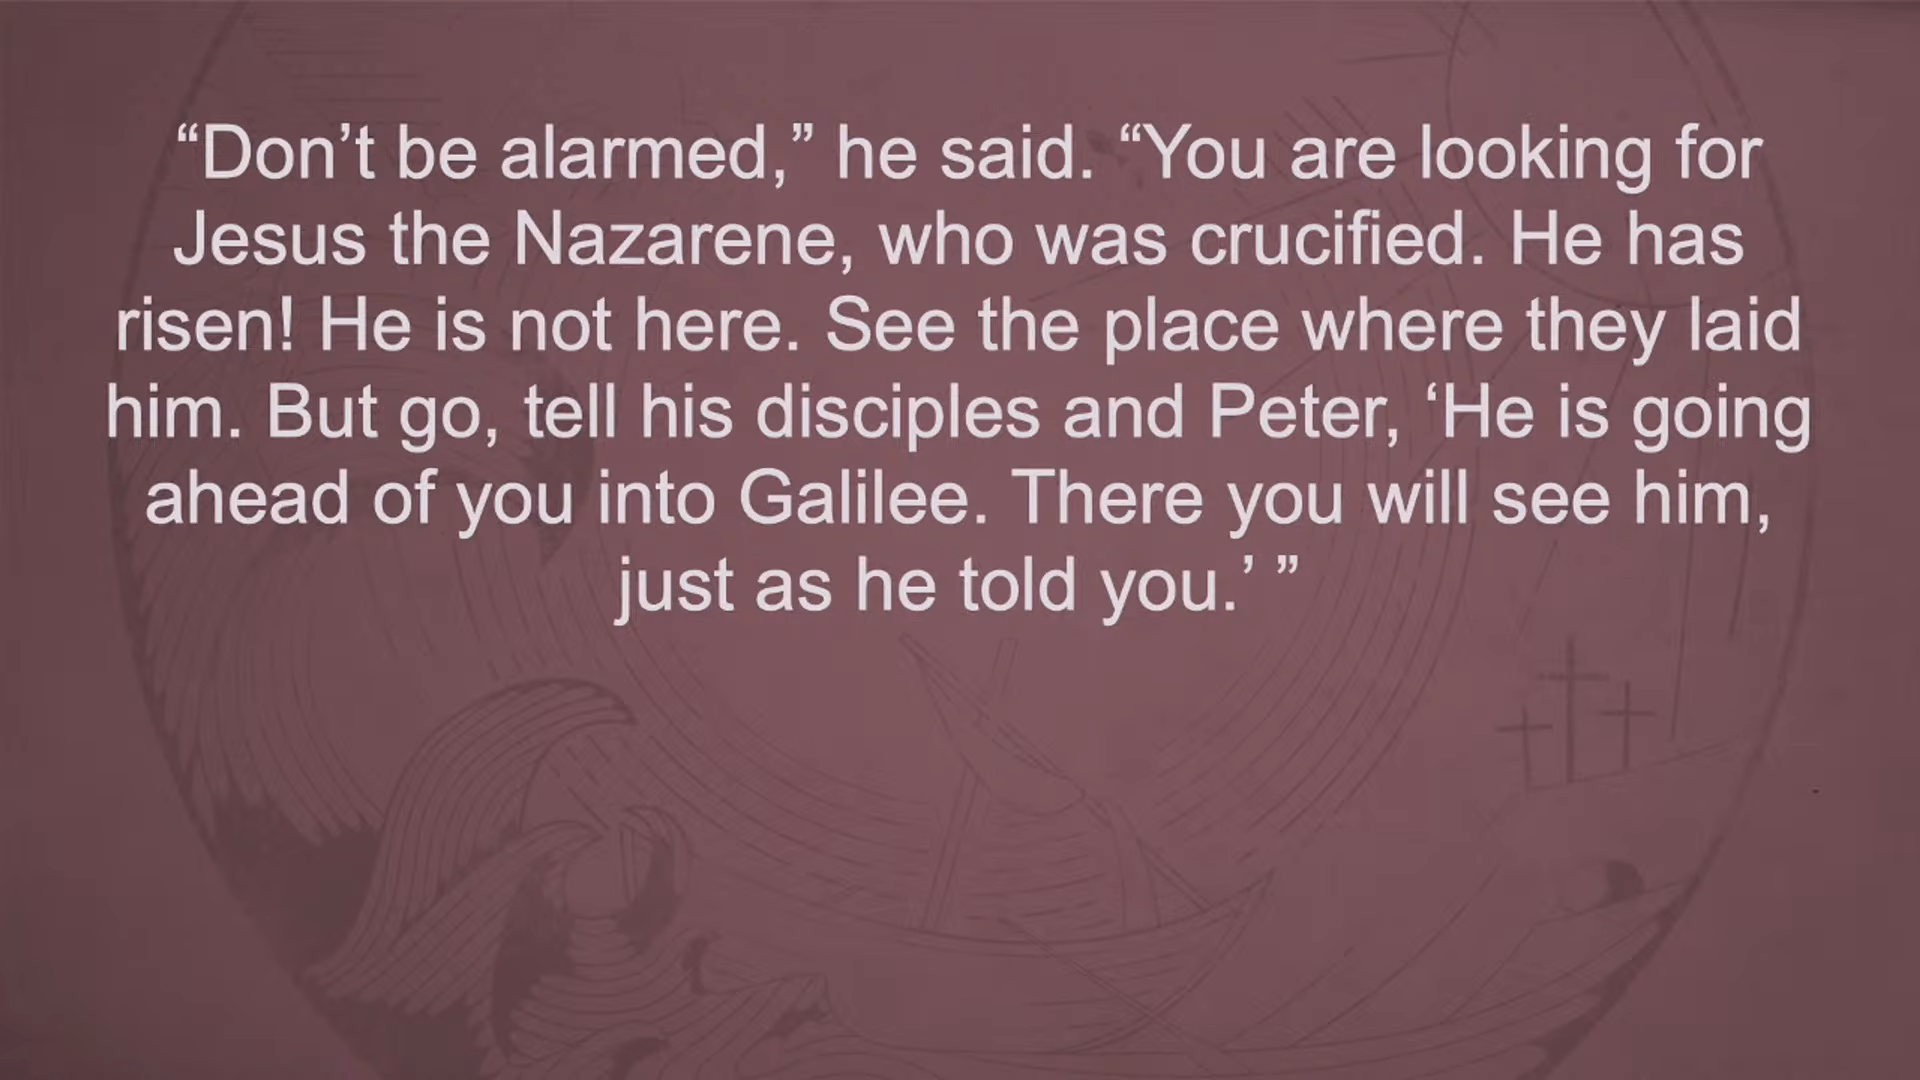 “Don’t be alarmed,” he said. “You are looking for
Jesus the Nazarene, who was crucified. He has
risen! He is not here. See the place where they laid
him. But go, tell his disciples and Peter, ‘He is going
ahead of you into Galilee. There you will see him,
just as he told you.’ ”